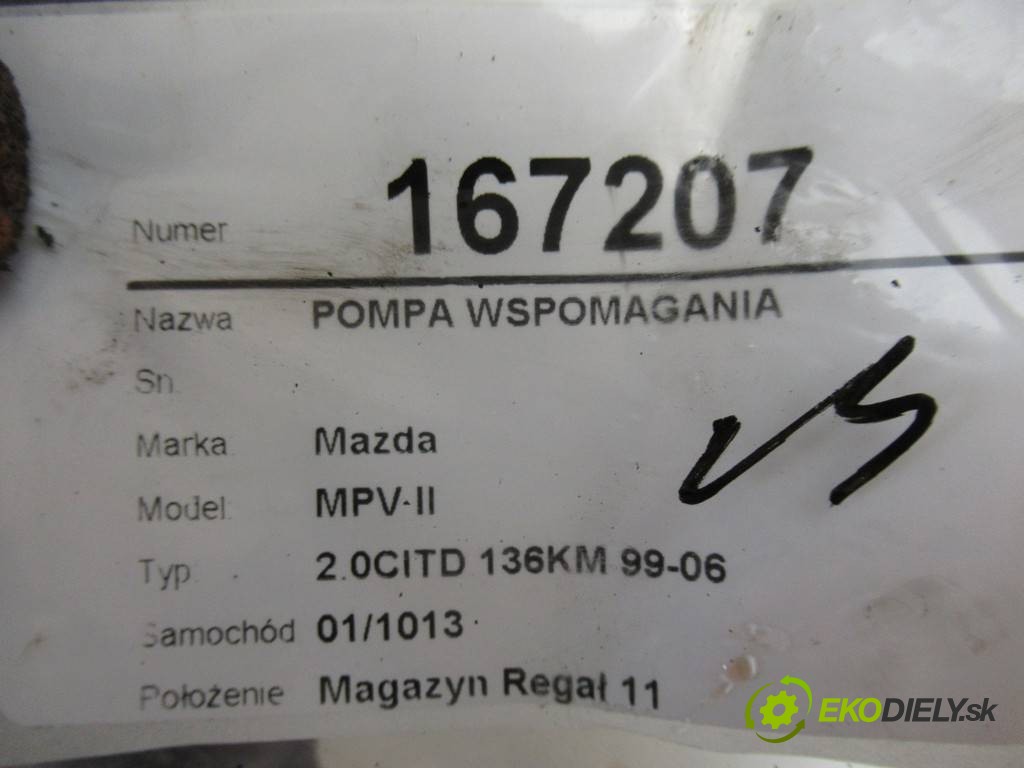 Numer 167207
Nazwa POMPA WSPOMAGANIA
Sn.
Marka Mazda
Model: MPV-II
Typ 2.0CITD 136KM 99-06
Samochód 01/1013
Położenie Magazyn Regał 11
EKODIELY.sk